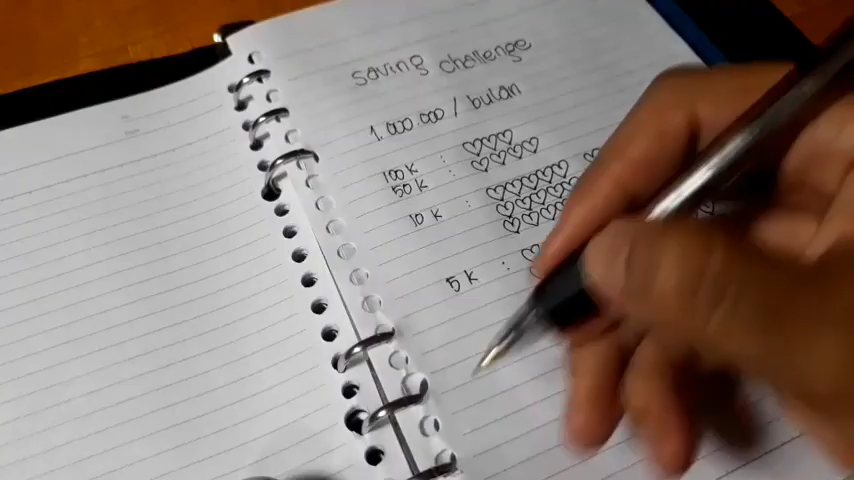 saving challenge
1.000.000 / bulan
100 K : ♡♡♡
50 K : ♡♡♡♡
10 K : ♡♡♡♡♡
5 K : ♡